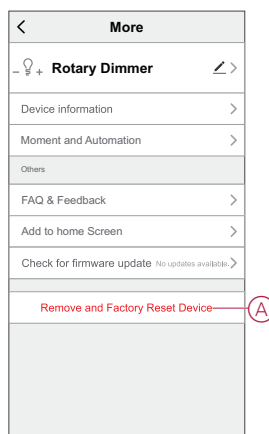 More
Rotary Dimmer
Device information
Moment and Automation
Others
FAQ & Feedback
Add to home Screen
Check for firmware update No updates available.
Remove and Factory Reset Device
A